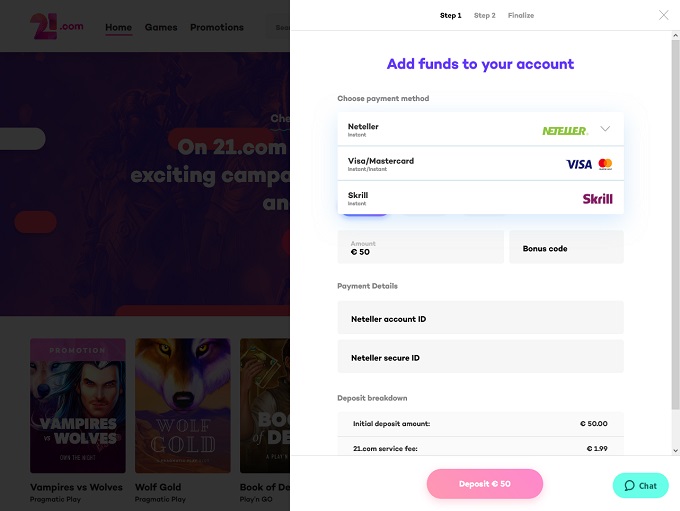 21.com
Home
Games
Promotions
Step 1
Step 2
Finalize
Add funds to your account
Choose payment method
Neteller
Instant
NETELLER
Visa/Mastercard
Instant/Instant
VISA
Skrill
Instant
Skrill
Amount
€ 50
Bonus code
Payment Details
Neteller account ID
Neteller secure ID
Deposit breakdown
Initial deposit amount:
€ 50.00
21.com service fee:
€ 1.99
Deposit € 50
Chat
On 21.com
exciting campa
an
PROMOTION
VAMPIRES
VS
WOLVES
OWN THE NIGHT
WOLF
GOLD
BOOK
of DE
Vampires vs Wolves
Pragmatic Play
Wolf Gold
Pragmatic Play
Book of De
Play'n GO